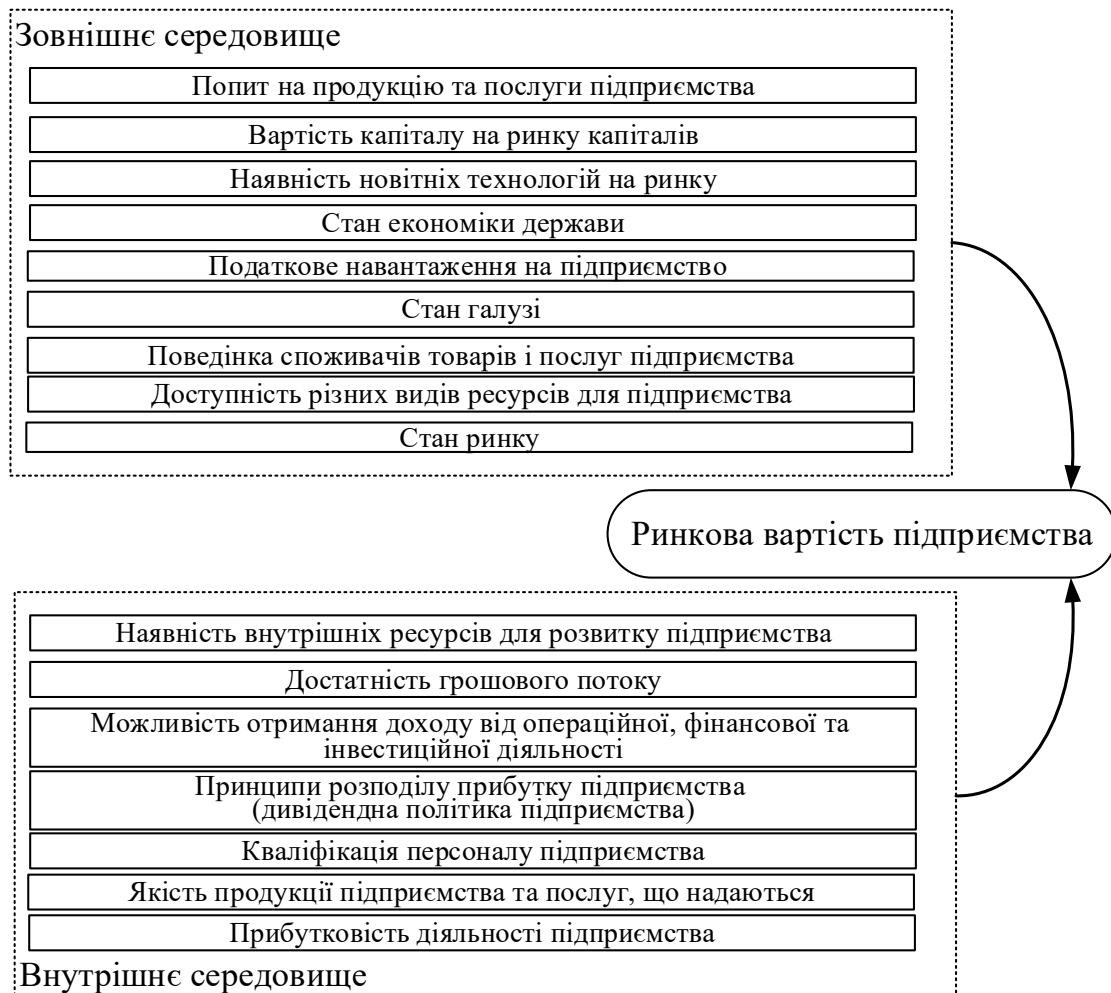 Зовнішнє середовище
Попит на продукцію та послуги підприємства
Вартість капіталу на ринку капіталів
Наявність новітніх технологій на ринку
Стан економіки держави
Податкове навантаження на підприємство
Стан галузі
Поведінка споживачів товарів і послуг підприємства
Доступність різних видів ресурсів для підприємства
Стан ринку
Ринкова вартість підприємства
Наявність внутрішніх ресурсів для розвитку підприємства
Достатність грошового потоку
Можливість отримання доходу від операційної, фінансової та
інвестиційної діяльності
Принципи розподілу прибутку підприємства
(дивідендна політика підприємства)
Кваліфікація персоналу підприємства
Якість продукції підприємства та послуг, що надаються
Прибутковість діяльності підприємства
Внутрішнє середовище